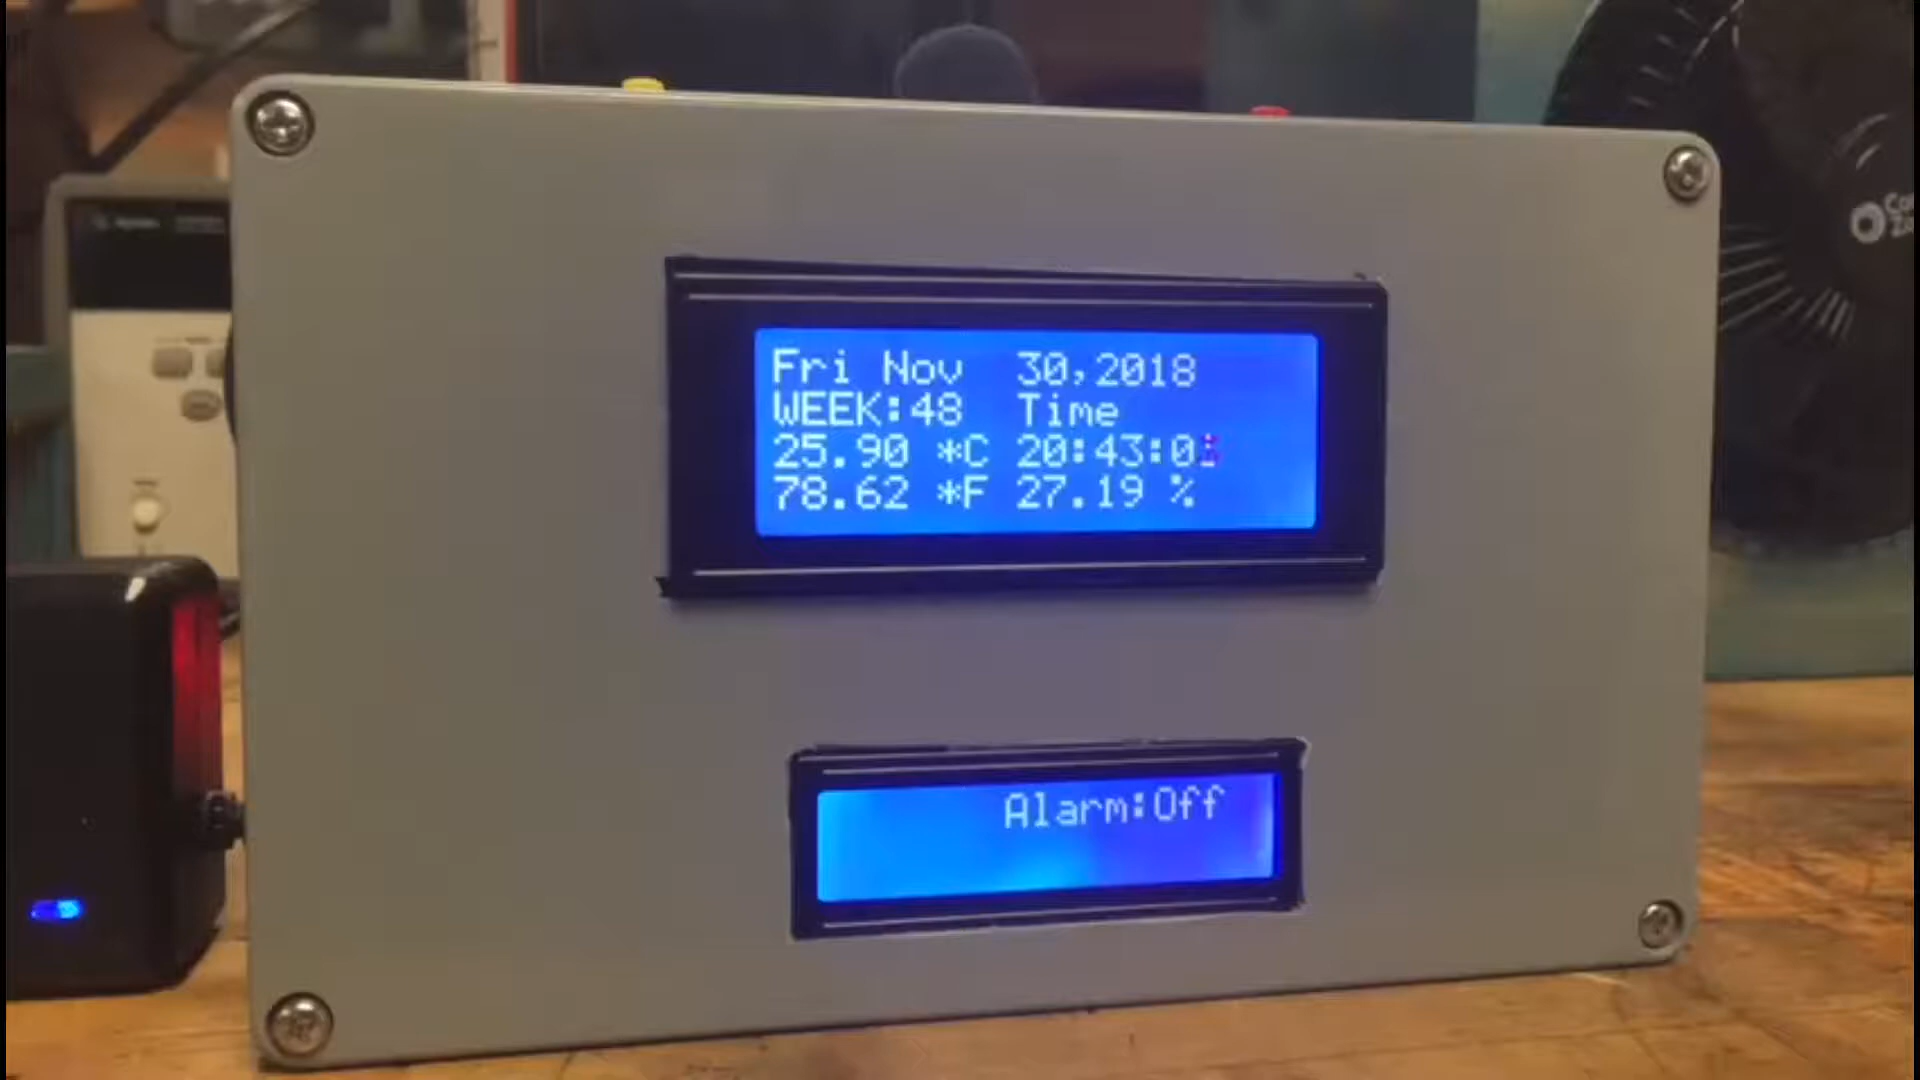 Fri Nov 30,2018
WEEK:48 Time
25.90 *C 20:43:0
78.62 *F 27.19 %
Alarm:Off